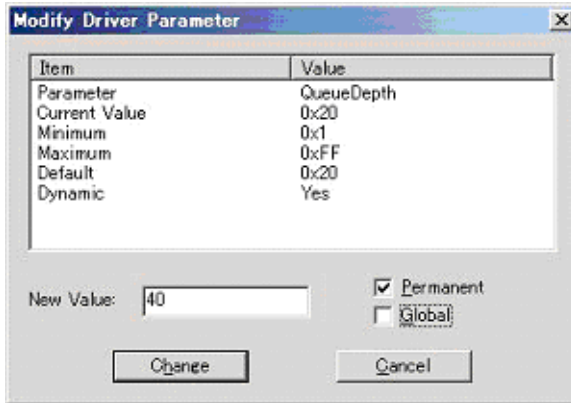 Modify Driver Parameter
Item Value
Parameter QueueDepth
Current Value 0x20
Minimum 0x1
Maximum 0xFF
Default 0x20
Dynamic Yes
New Value: 40 Permanent
Global
Change Cancel